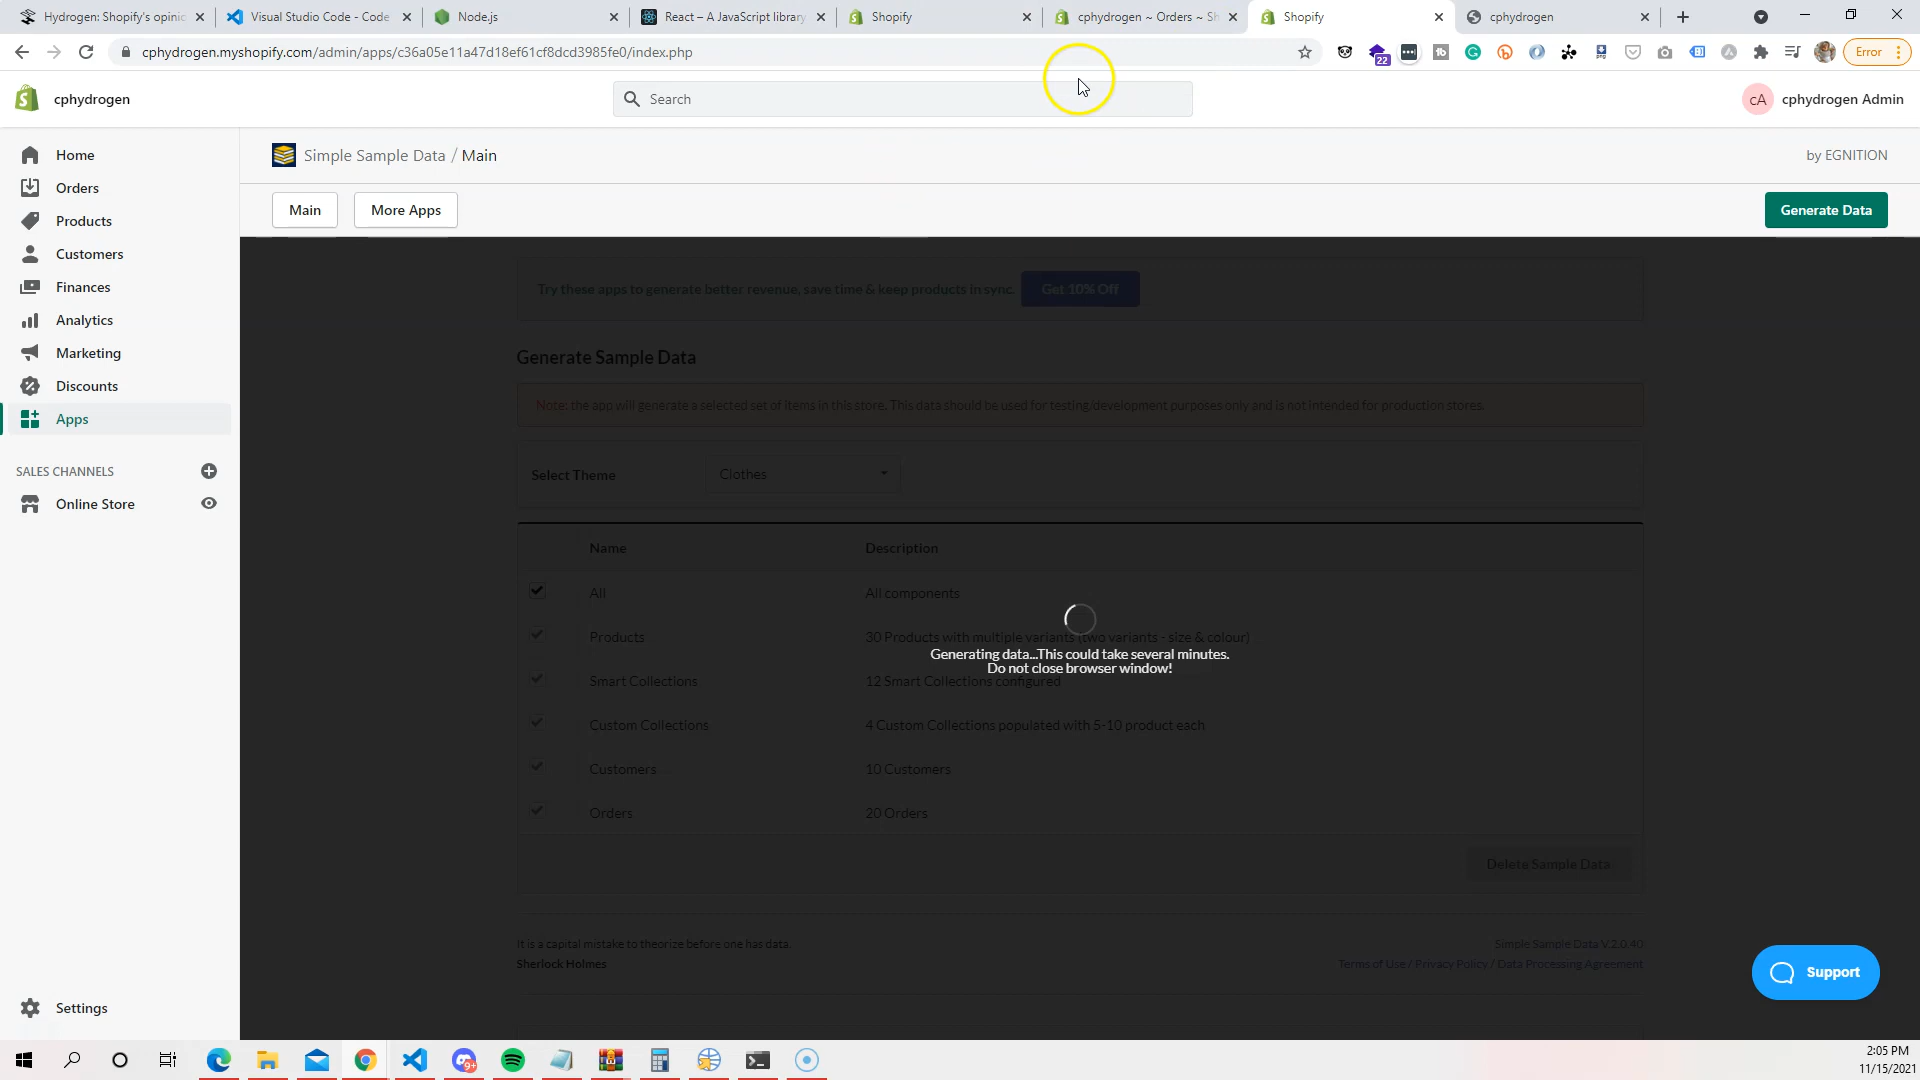 Hydrogen: Shopify's opinic
Visual Studio Code - Code
Node.js
React – A JavaScript library
Shopify
cphydrogen ~ Orders ~ Sh
Shopify
cphydrogen
cphydrogen.myshopify.com/admin/apps/c36a05e11a47d18ef61cf8dcd3985fe0/index.php
22
Error
cphydrogen
Search
cA
cphydrogen Admin
Home
Orders
Products
Customers
Finances
Analytics
Marketing
Discounts
Apps
SALES CHANNELS
Online Store
Settings
Simple Sample Data / Main
by EGNITION
Main
More Apps
Generate Data
Try these apps to generate better revenue, save time & keep products in sync.
Get 10% Off
Generate Sample Data
Note: the app will generate a selected set of items in this store. This data should be used for testing/development purposes only and is not intended for production stores.
Select Theme
Clothes
Name
Description
All
All components
Products
30 Products with multiple variants (two variants - size & colour)
Generating data...This could take several minutes.
Do not close browser window!
Smart Collections
12 Smart Collections configured
Custom Collections
4 Custom Collections populated with 5-10 product each
Customers
10 Customers
Orders
20 Orders
Delete Sample Data
It is a capital mistake to theorize before one has data.
Sherlock Holmes
Simple Sample Data V.2.0.40
Terms of Use / Privacy Policy / Data Processing Agreement
Support
9+
2:05 PM
11/15/2021